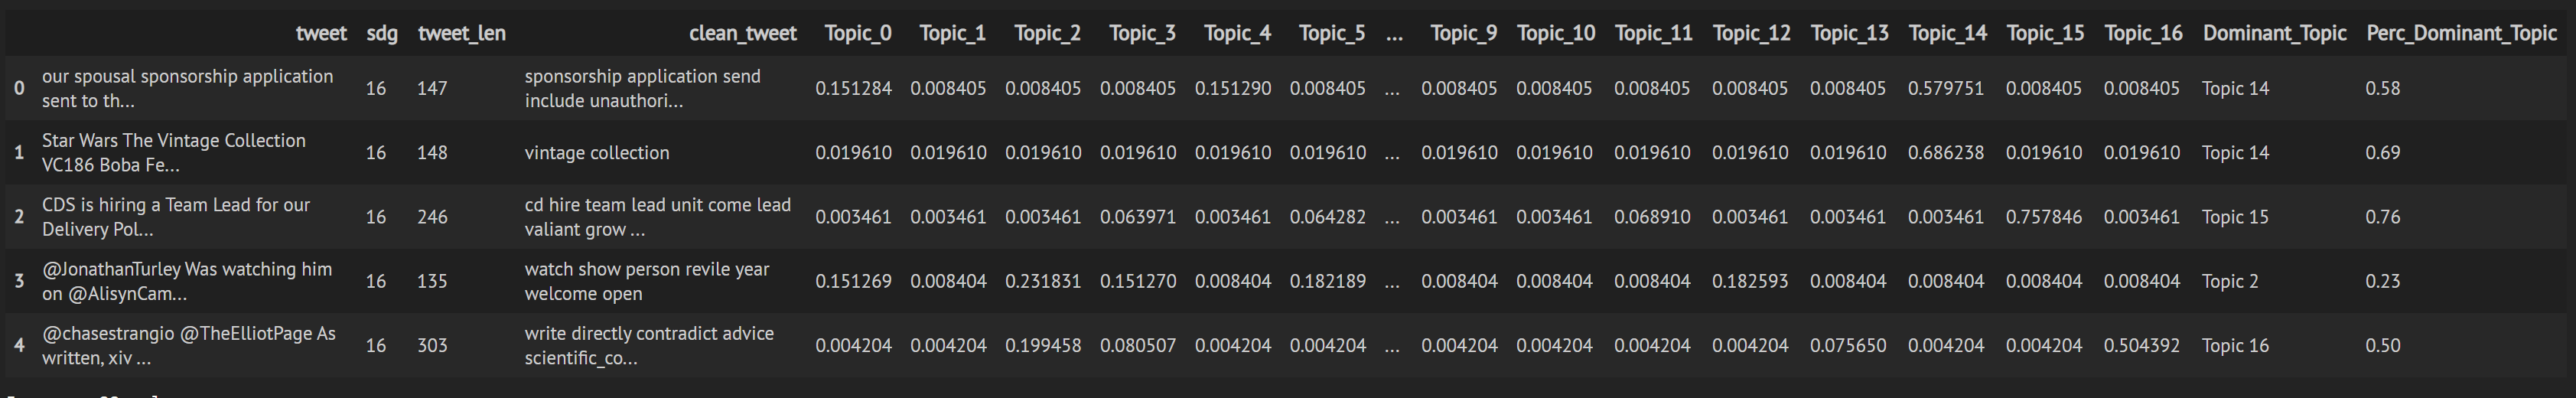 tweet sdg tweet_len clean_tweet Topic_0 Topic_1 Topic_2 Topic_3 Topic_4 Topic_5 ... Topic_9 Topic_10 Topic_11 Topic_12 Topic_13 Topic_14 Topic_15 Topic_16 Dominant_Topic Perc_Dominant_Topic
0 our spousal sponsorship application sent to th... 16 147 sponsorship application send include unauthori... 0.151284 0.008405 0.008405 0.008405 0.151290 0.008405 ... 0.008405 0.008405 0.008405 0.008405 0.008405 0.579751 0.008405 0.008405 Topic 14 0.58
1 Star Wars The Vintage Collection VC186 Boba Fe... 16 148 vintage collection 0.019610 0.019610 0.019610 0.019610 0.019610 0.019610 ... 0.019610 0.019610 0.019610 0.019610 0.019610 0.686238 0.019610 0.019610 Topic 14 0.69
2 CDS is hiring a Team Lead for our Delivery Pol... 16 246 cd hire team lead unit come lead valiant grow ... 0.003461 0.003461 0.003461 0.063971 0.003461 0.064282 ... 0.003461 0.003461 0.068910 0.003461 0.003461 0.003461 0.757846 0.003461 Topic 15 0.76
3 @JonathanTurley Was watching him on @AlisynCam... 16 135 watch show person revile year welcome open 0.151269 0.008404 0.231831 0.151270 0.008404 0.182189 ... 0.008404 0.008404 0.008404 0.182593 0.008404 0.008404 0.008404 0.008404 Topic 2 0.23
4 @chasestrangio @TheElliotPage As written, xiv ... 16 303 write directly contradict advice scientific_co... 0.004204 0.004204 0.199458 0.080507 0.004204 0.004204 ... 0.004204 0.004204 0.004204 0.004204 0.075650 0.004204 0.004204 0.504392 Topic 16 0.50